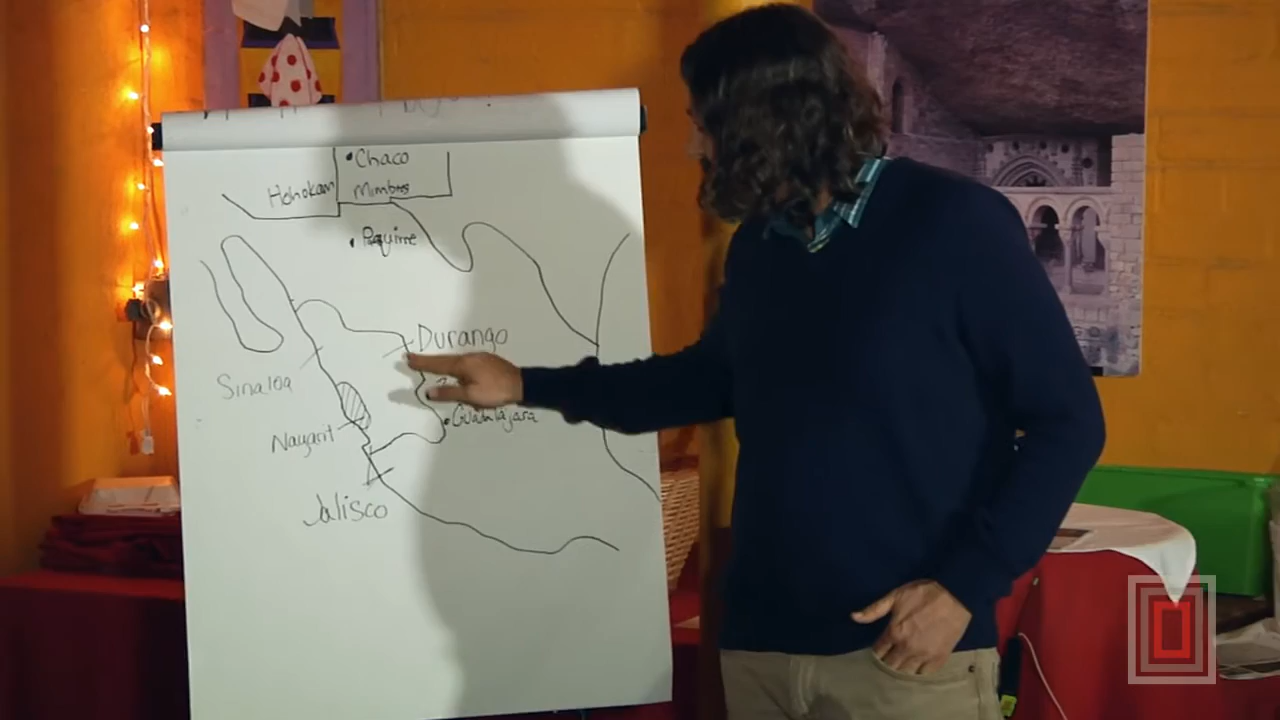 Chaco
Hohokam
Mimbres
Paquime
Durango
Sinaloa
Guadalajara
Nayarit
Jalisco